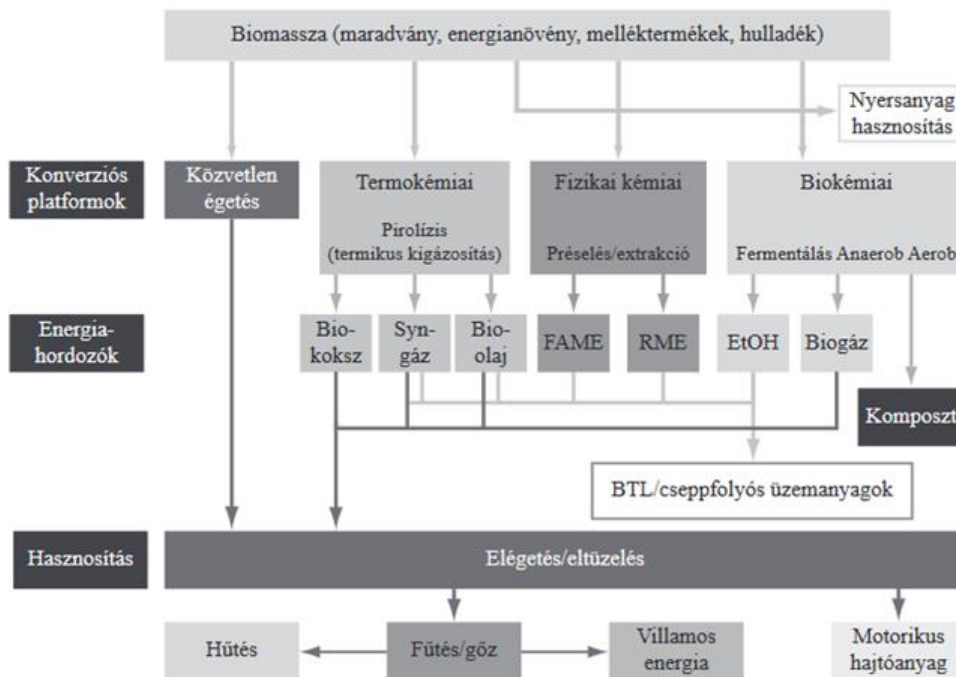 Biomassza (maradvány, energianövény, melléktermékek, hulladék)
Nyersanyag
hasznosítás
Konverziós
platformok
Közvetlen
égetés
Termokémiai
Pirolízis
(termikus kigázosítás)
Fizikai kémiai
Préselés/extrakció
Biokémiai
Fermentálás Anaerob Aerob
Energia-
hordozók
Bio-
koksz
Syn-
gáz
Bio-
olaj
FAME
RME
EtOH
Biogáz
Komposzt
BTL/cseppfolyós üzemanyagok
Hasznosítás
Elégetés/eltüzelés
Hűtés
Fűtés/gőz
Villamos
energia
Motorikus
hajtóanyag